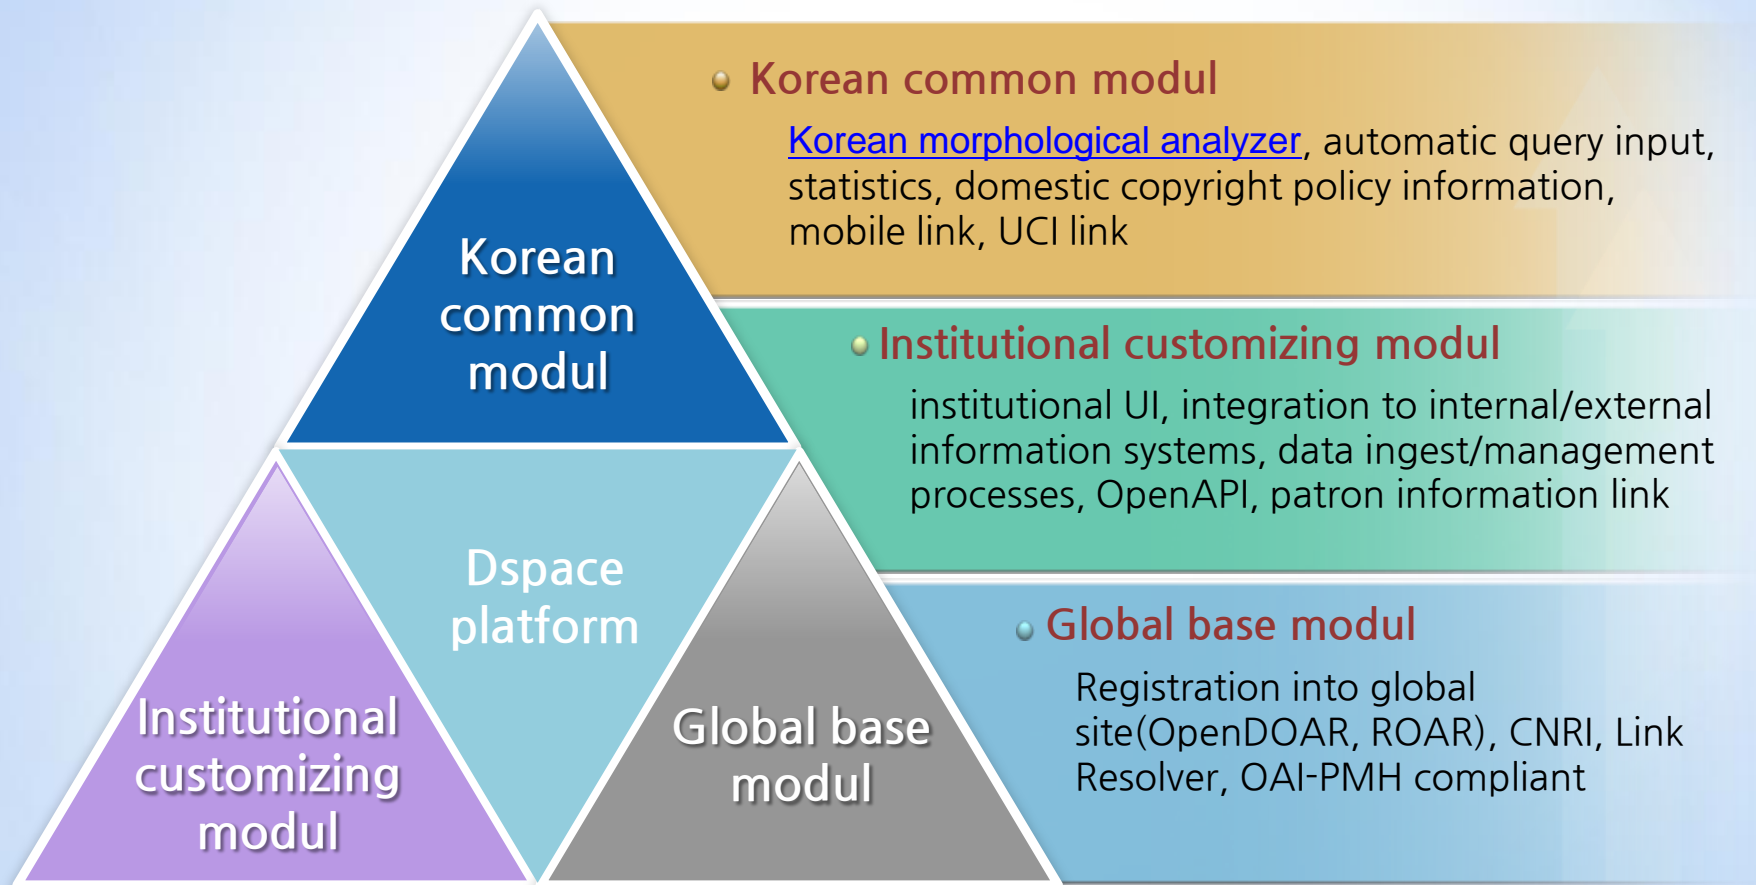 Korean
common
modul
Dspace
platform
Institutional
customizing
modul
Global base
modul
Korean common modul
Korean morphological analyzer, automatic query input,
statistics, domestic copyright policy information,
mobile link, UCI link
Institutional customizing modul
institutional UI, integration to internal/external
information systems, data ingest/management
processes, OpenAPI, patron information link
Global base modul
Registration into global
site(OpenDOAR, ROAR), CNRI, Link
Resolver, OAI-PMH compliant